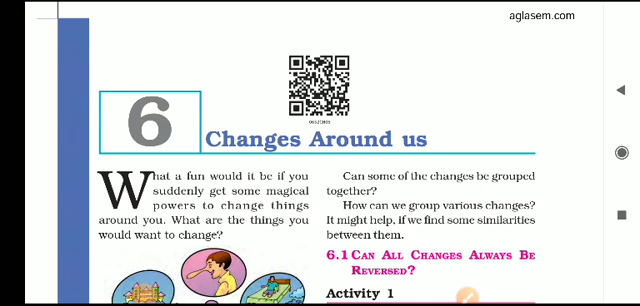 aglasem.com
6
Changes Around us
What a fun would it be if you
suddenly get some magical
powers to change things
around you. What are the things you
would want to change?
Can some of the changes be grouped
together?
How can we group various changes?
It might help, if we find some similarities
between them.
6.1 CAN ALL CHANGES ALWAYS BE
REVERSED?
Activity 1